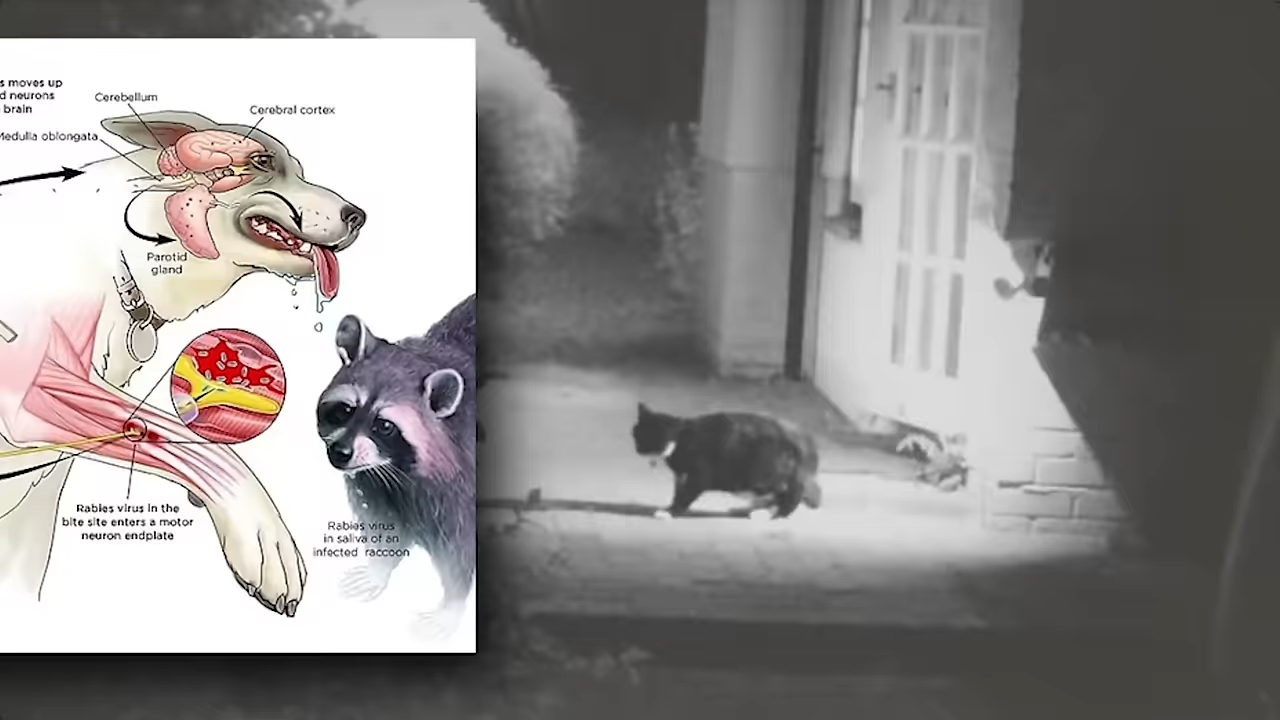 s moves up
d neurons
brain
Cerebellum
Cerebral cortex
Medulla oblongata
Parotid
gland
Rabies virus in the
bite site enters a motor
neuron endplate
Rabies virus
in saliva of an
infected raccoon